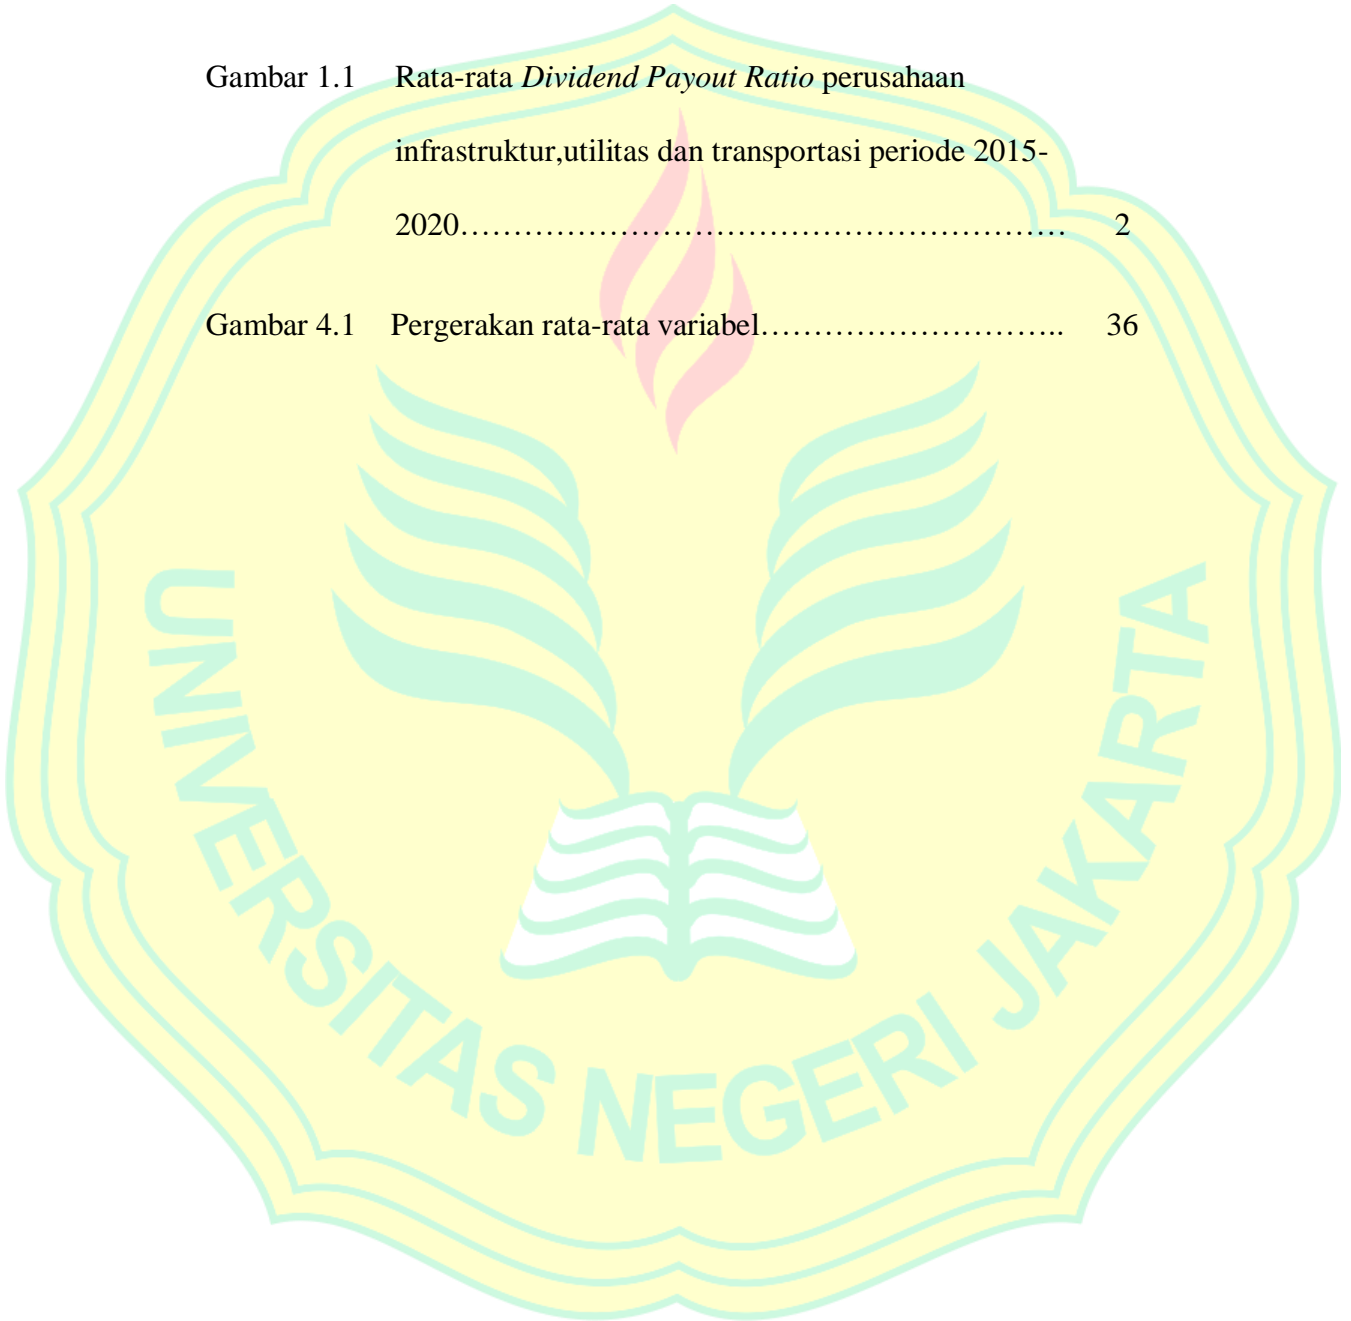 Gambar 1.1 Rata-rata Dividend Payout Ratio perusahaan
infrastruktur,utilitas dan transportasi periode 2015-
2020………………………………………………… 2
Gambar 4.1 Pergerakan rata-rata variabel……………………….. 36
UNIVERSITAS NEGERI JAKARTA